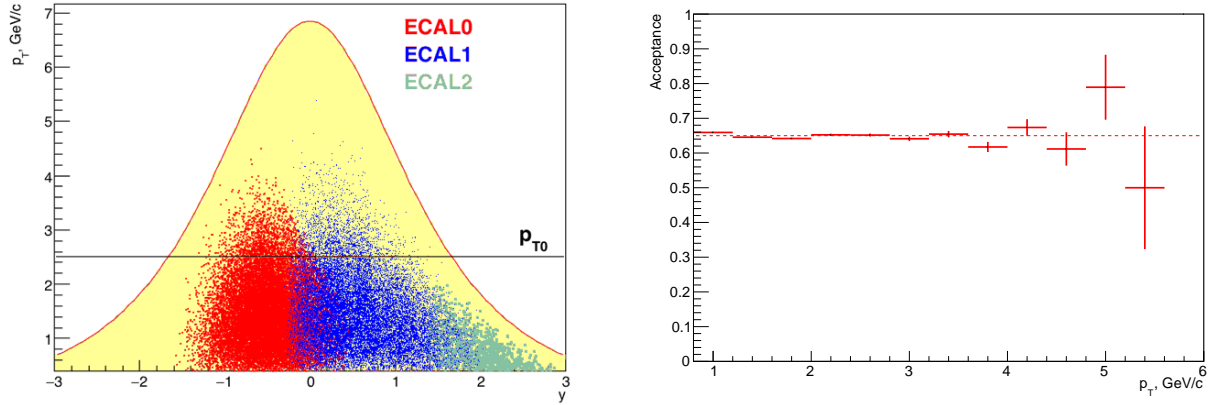 p_T, GeV/c
7
6
5
4
3
2
1
ECAL0
ECAL1
ECAL2
p_T0
−3 −2 −1 0 1 2 3
y
Acceptance
1
0.9
0.8
0.7
0.6
0.5
0.4
0.3
0.2
0.1
0
1 2 3 4 5 6
p_T, GeV/c